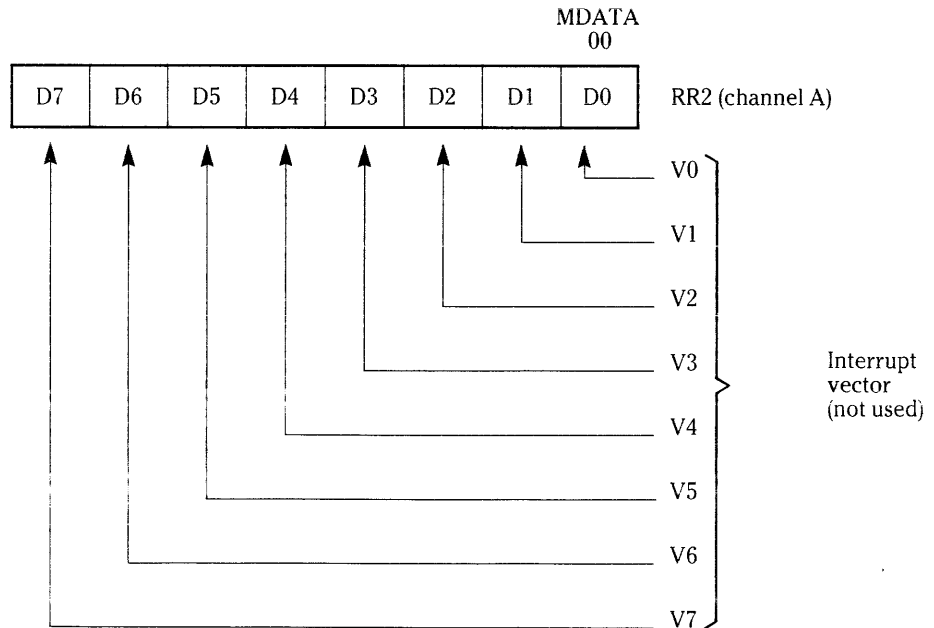 MDATA
00
D7 D6 D5 D4 D3 D2 D1 D0 RR2 (channel A)
V0
V1
V2
V3
Interrupt
vector
(not used)
V4
V5
V6
V7